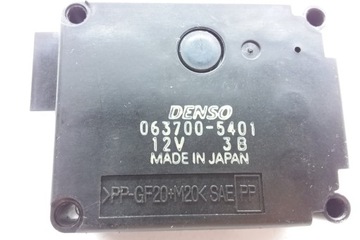 DENSO
063700-5401
12V 3B
MADE IN JAPAN
>PP-GF20+M20< SAE PP